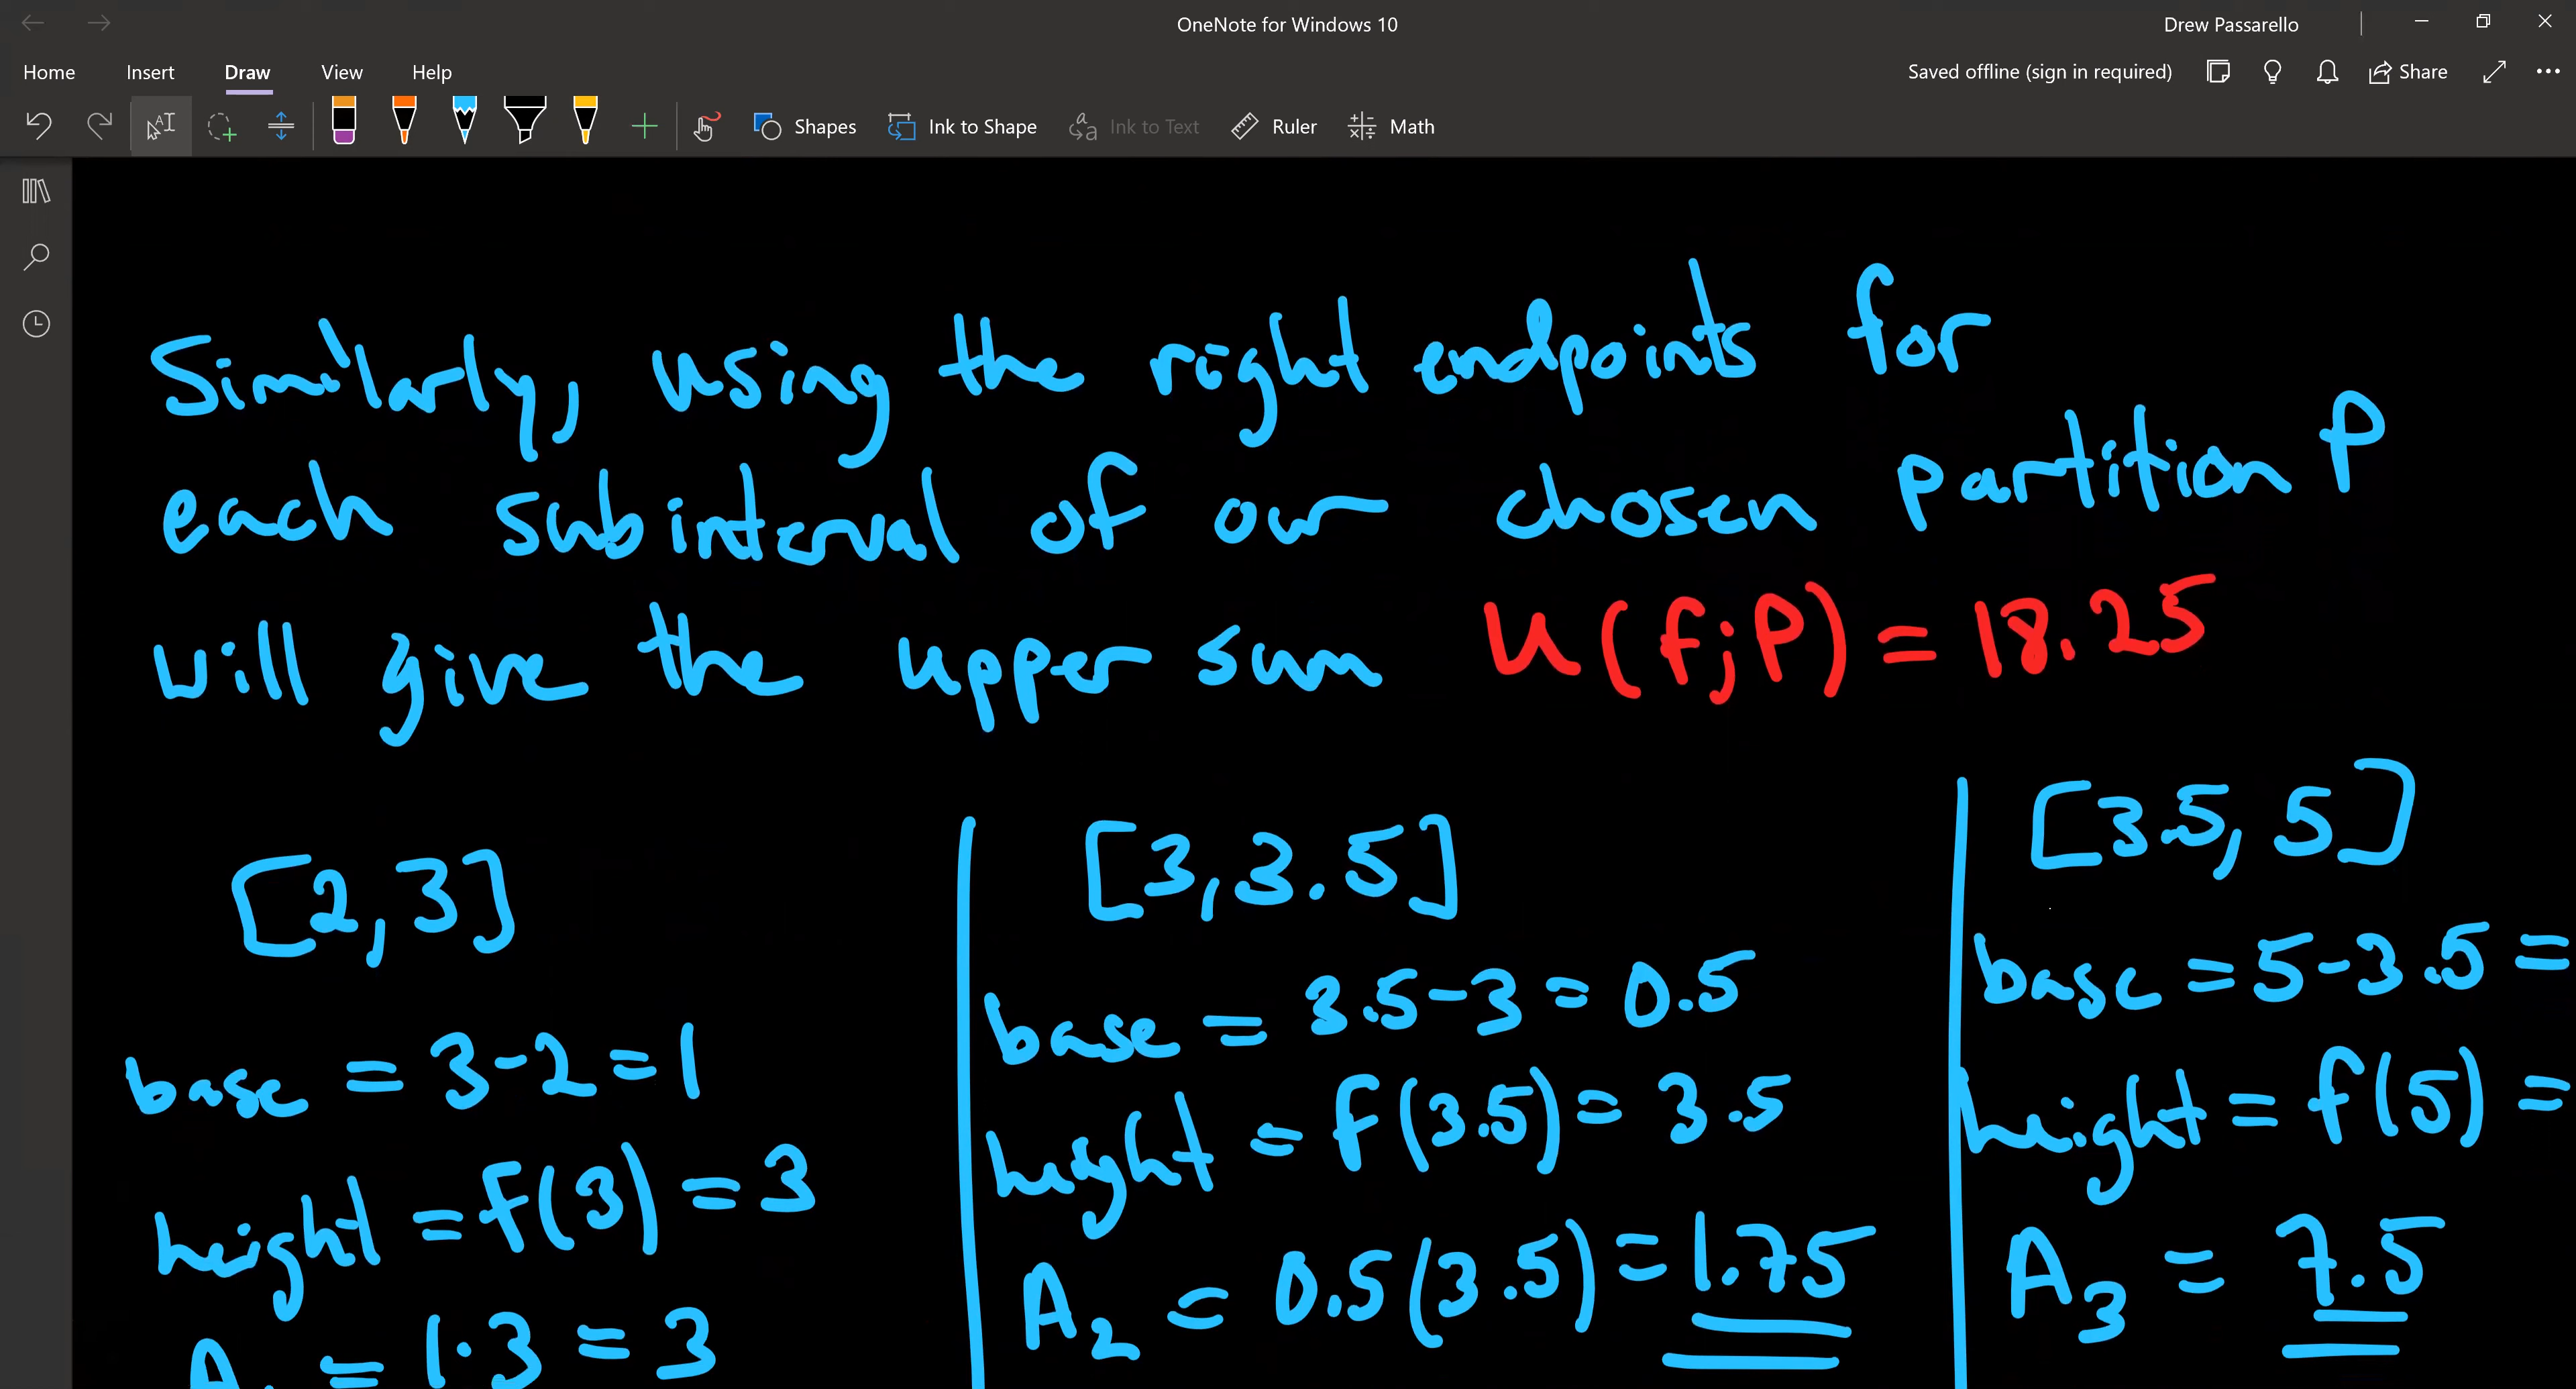 OneNote for Windows 10
Drew Passarello
Home Insert Draw View Help
Saved offline (sign in required) Share
Shapes Ink to Shape Ink to Text Ruler Math
Similarly, using the right endpoints for
each subinterval of our chosen partition P
will give the upper sum U(f;P) = 18.25
[2,3]
base = 3-2=1
height = f(3) = 3
= 1·3 = 3
[3,3.5]
base = 3.5-3 = 0.5
height = f(3.5) = 3.5
A2 = 0.5(3.5) = 1.75
[3.5, 5]
base = 5-3.5 =
height = f(5) =
A3 = 7.5